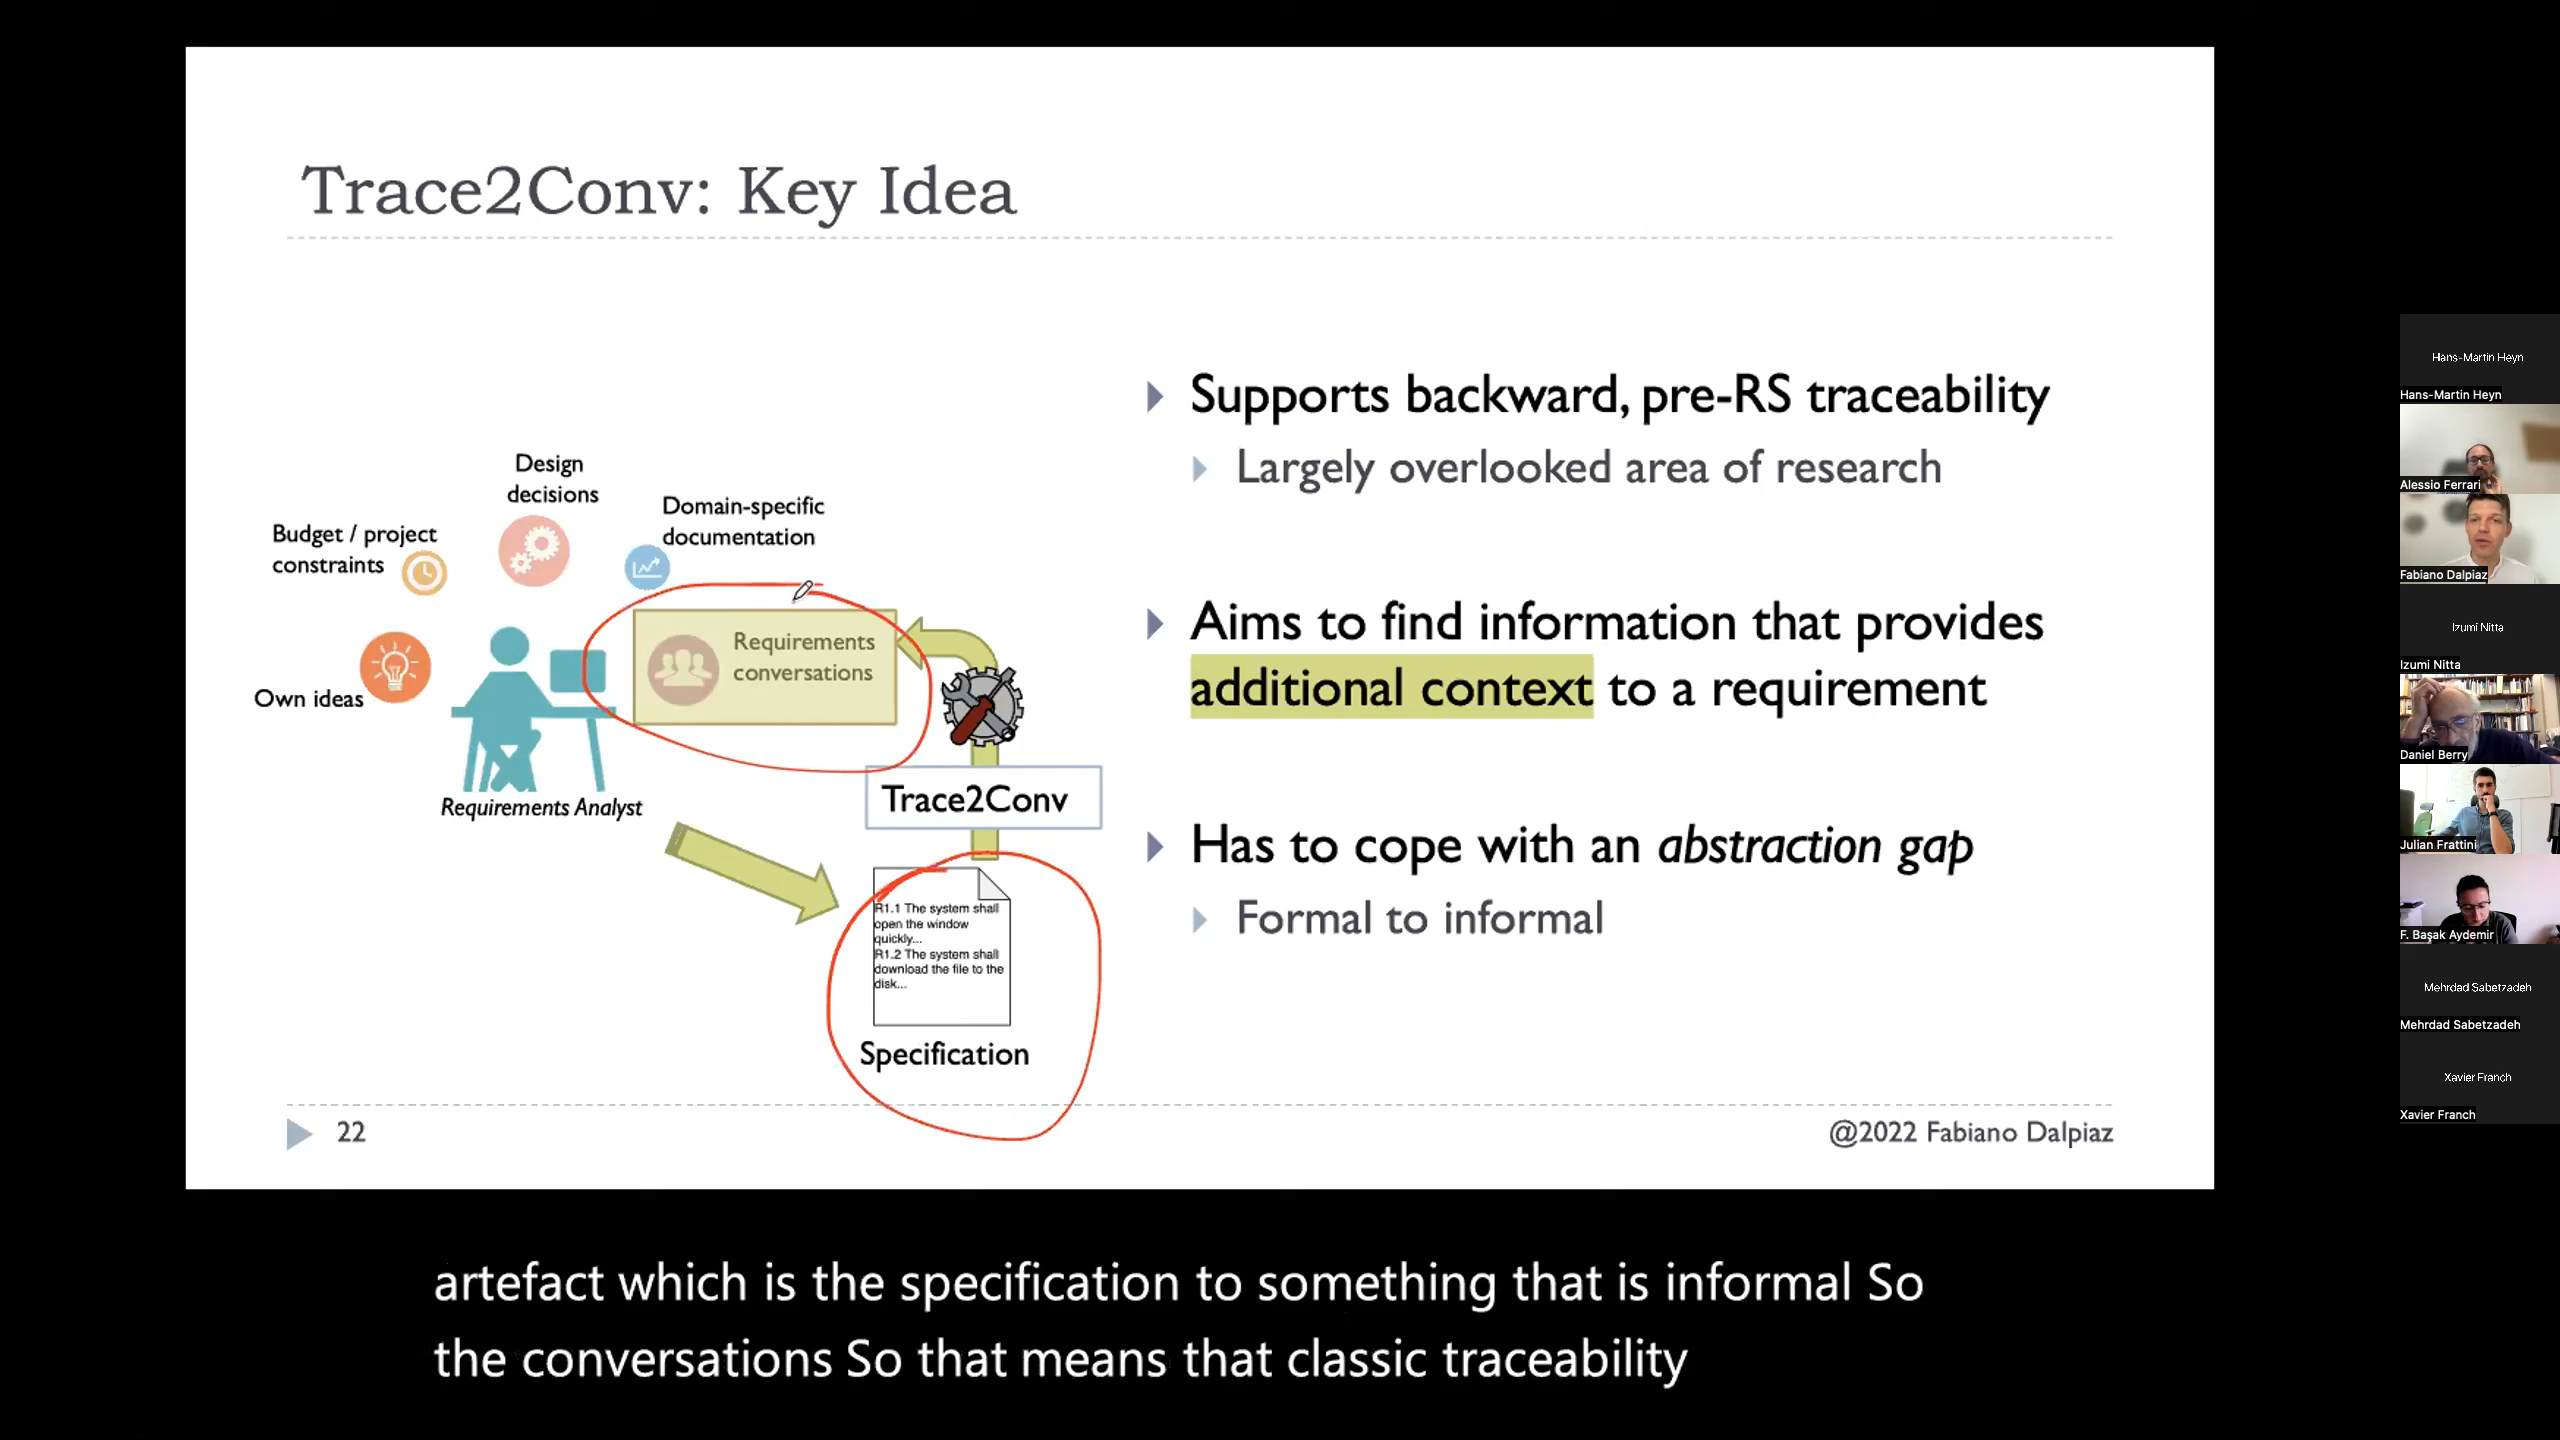 Trace2Conv: Key Idea
Design
decisions
Budget / project
constraints
Domain-specific
documentation
Own ideas
Requirements
conversations
Requirements Analyst
Trace2Conv
R1.1 The system shall
open the window
quickly...
R1.2 The system shall
download the file to the
disk...
Specification
Supports backward, pre-RS traceability
Largely overlooked area of research
Aims to find information that provides
additional context to a requirement
Has to cope with an abstraction gap
Formal to informal
22
@2022 Fabiano Dalpiaz
Hans-Martin Heyn
Hans-Martin Heyn
Alessio Ferrari
Fabiano Dalpiaz
Izumi Nitta
Izumi Nitta
Daniel Berry
Julian Frattini
F. Başak Aydemir
Mehrdad Sabetzadeh
Mehrdad Sabetzadeh
Xavier Franch
Xavier Franch
artefact which is the specification to something that is informal So
the conversations So that means that classic traceability